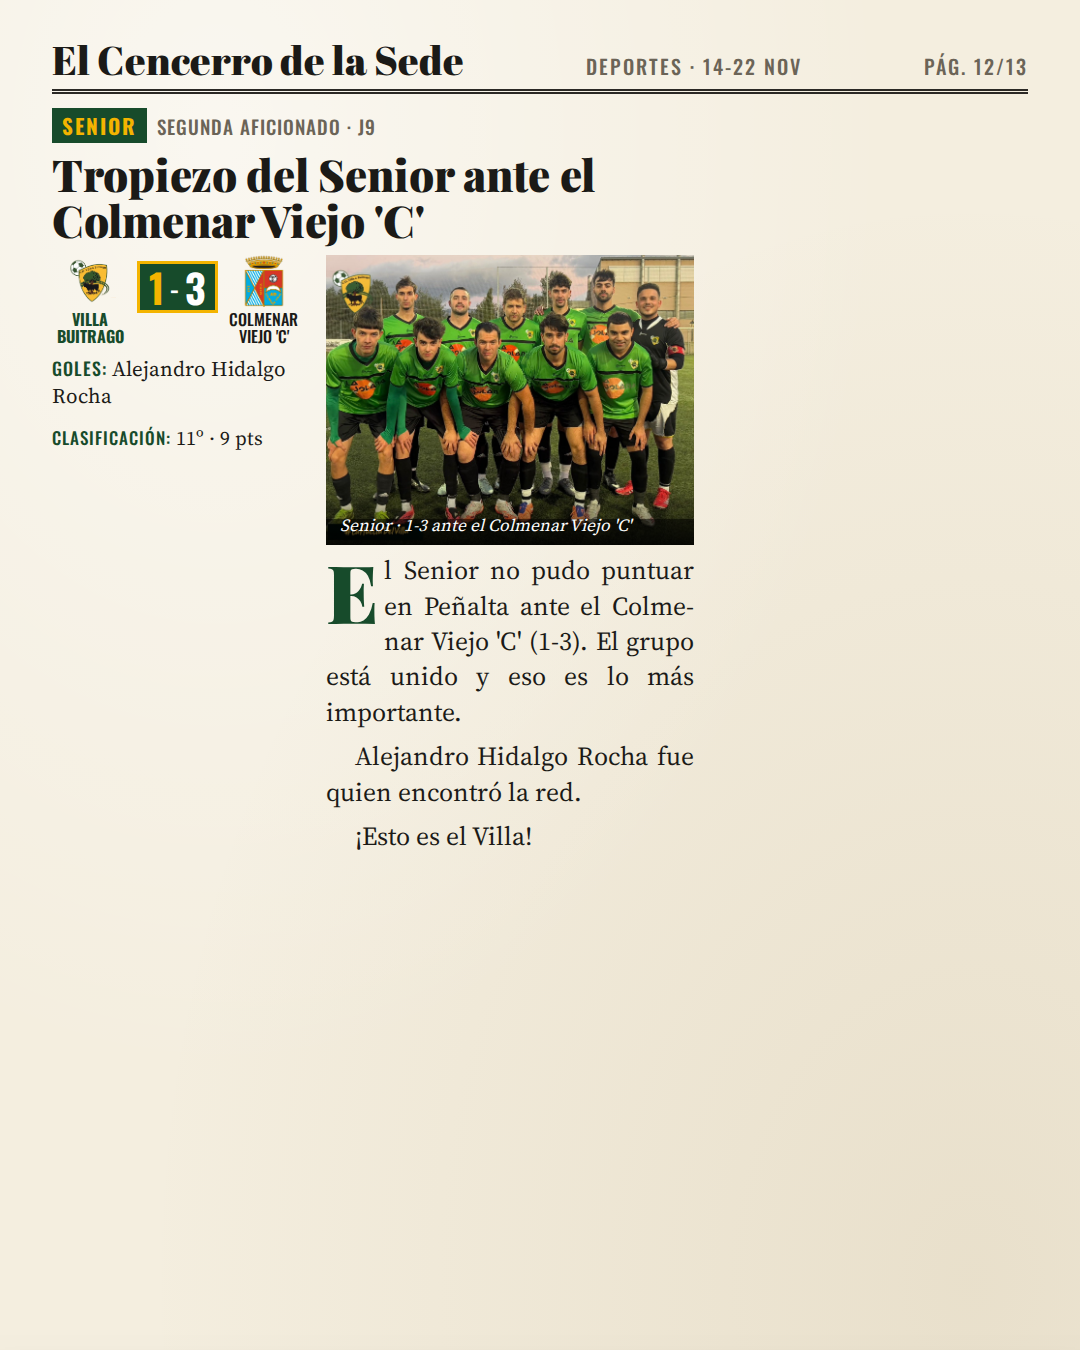 El Cencerro de la Sede
DEPORTES · 14-22 NOV
PÁG. 12/13
SENIOR
SEGUNDA AFICIONADO · J9
Tropiezo del Senior ante el
Colmenar Viejo 'C'
1 - 3
VILLA
BUITRAGO
COLMENAR
VIEJO 'C'
GOLES: Alejandro Hidalgo
Rocha
CLASIFICACIÓN: 11º · 9 pts
Senior · 1-3 ante el Colmenar Viejo 'C'
El Senior no pudo puntuar
en Peñalta ante el Colme-
nar Viejo 'C' (1-3). El grupo
está unido y eso es lo más
importante.
Alejandro Hidalgo Rocha fue
quien encontró la red.
¡Esto es el Villa!